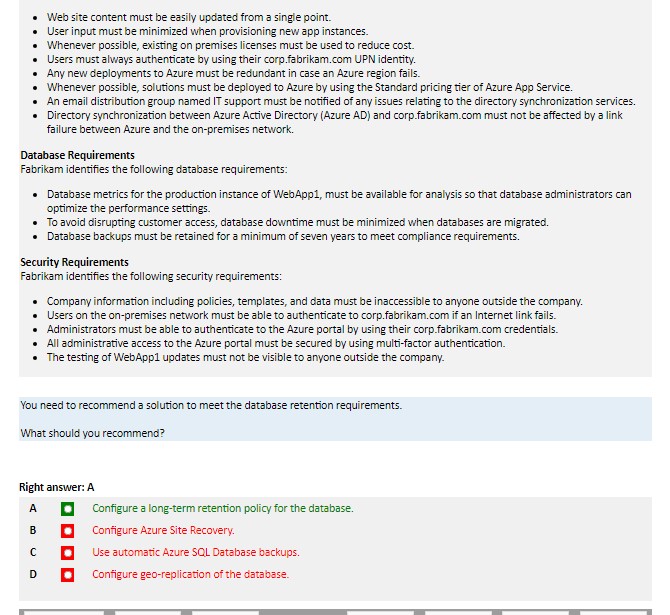 Web site content must be easily updated from a single point.
User input must be minimized when provisioning new app instances.
Whenever possible, existing on premises licenses must be used to reduce cost.
Users must always authenticate by using their corp.fabrikam.com UPN identity.
Any new deployments to Azure must be redundant in case an Azure region fails.
Whenever possible, solutions must be deployed to Azure by using the Standard pricing tier of Azure App Service.
An email distribution group named IT support must be notified of any issues relating to the directory synchronization services.
Directory synchronization between Azure Active Directory (Azure AD) and corp.fabrikam.com must not be affected by a link
failure between Azure and the on-premises network.
Database Requirements
Fabrikam identifies the following database requirements:
Database metrics for the production instance of WebApp1, must be available for analysis so that database administrators can
optimize the performance settings.
To avoid disrupting customer access, database downtime must be minimized when databases are migrated.
Database backups must be retained for a minimum of seven years to meet compliance requirements.
Security Requirements
Fabrikam identifies the following security requirements:
Company information including policies, templates, and data must be inaccessible to anyone outside the company.
Users on the on-premises network must be able to authenticate to corp.fabrikam.com if an Internet link fails.
Administrators must be able to authenticate to the Azure portal by using their corp.fabrikam.com credentials.
All administrative access to the Azure portal must be secured by using multi-factor authentication.
The testing of WebApp1 updates must not be visible to anyone outside the company.
You need to recommend a solution to meet the database retention requirements.
What should you recommend?
Right answer: A
A Configure a long-term retention policy for the database.
B Configure Azure Site Recovery.
C Use automatic Azure SQL Database backups.
D Configure geo-replication of the database.